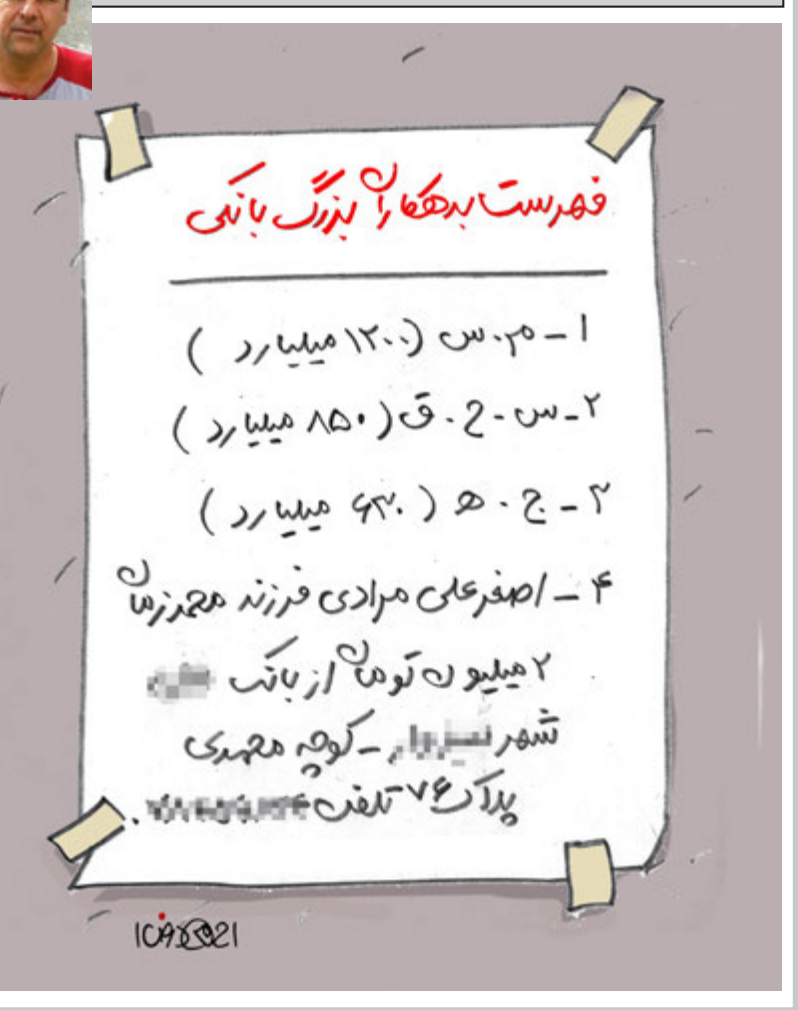 فهرست بدهکاران بزرگ بانکی
۱ - م.س (۱۲۰۰ میلیارد )
۲ - س - ح . ق ( ۸۵۰ میلیارد )
۳ - ج . ه ( ۶۳۰ میلیارد )
۴ - اصغرعلی مرادی فرزند محمدزمان
۲ میلیون تومان از بانک
شهر - کوچه مهدی
پلاک ۷۶ تلفن